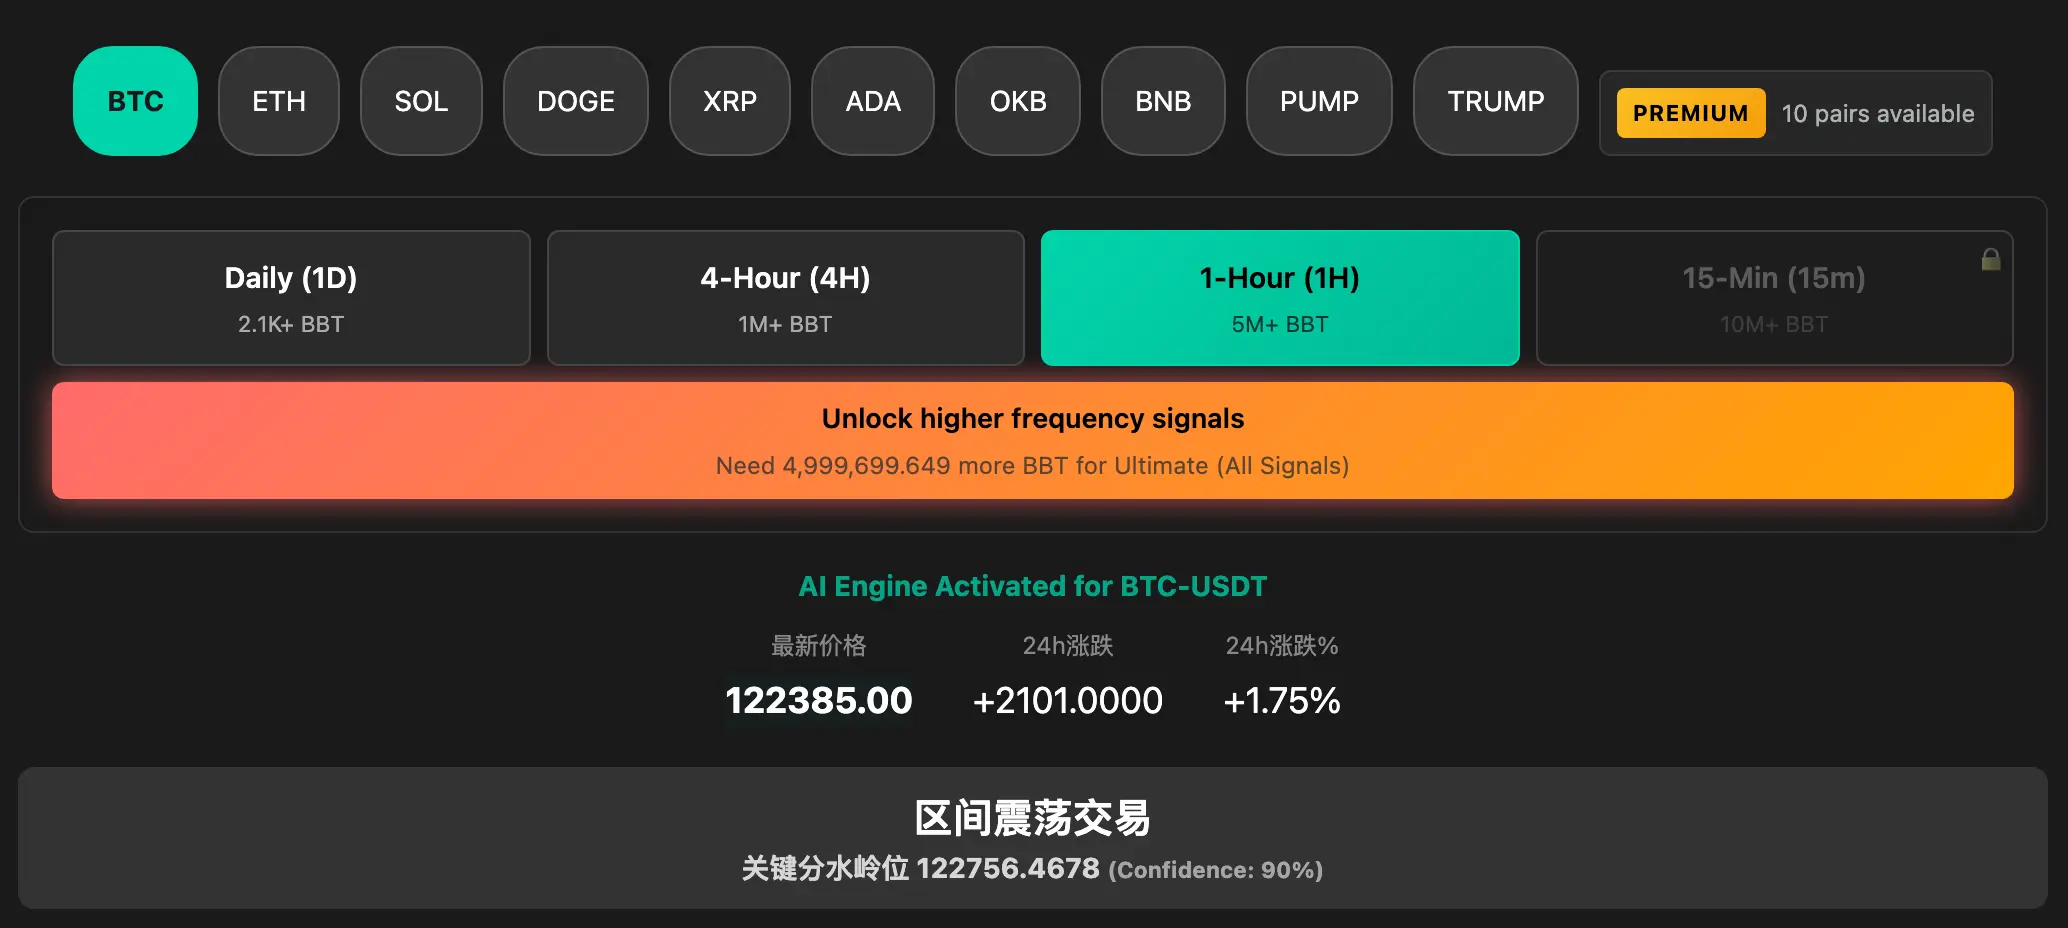 BTC ETH SOL DOGE XRP ADA OKB BNB PUMP TRUMP PREMIUM 10 pairs available
Daily (1D) 4-Hour (4H) 1-Hour (1H) 15-Min (15m)
2.1K+ BBT 1M+ BBT 5M+ BBT 10M+ BBT
Unlock higher frequency signals
Need 4,999,699.649 more BBT for Ultimate (All Signals)
AI Engine Activated for BTC-USDT
最新价格 24h涨跌 24h涨跌%
122385.00 +2101.0000 +1.75%
区间震荡交易
关键分水岭位 122756.4678 (Confidence: 90%)